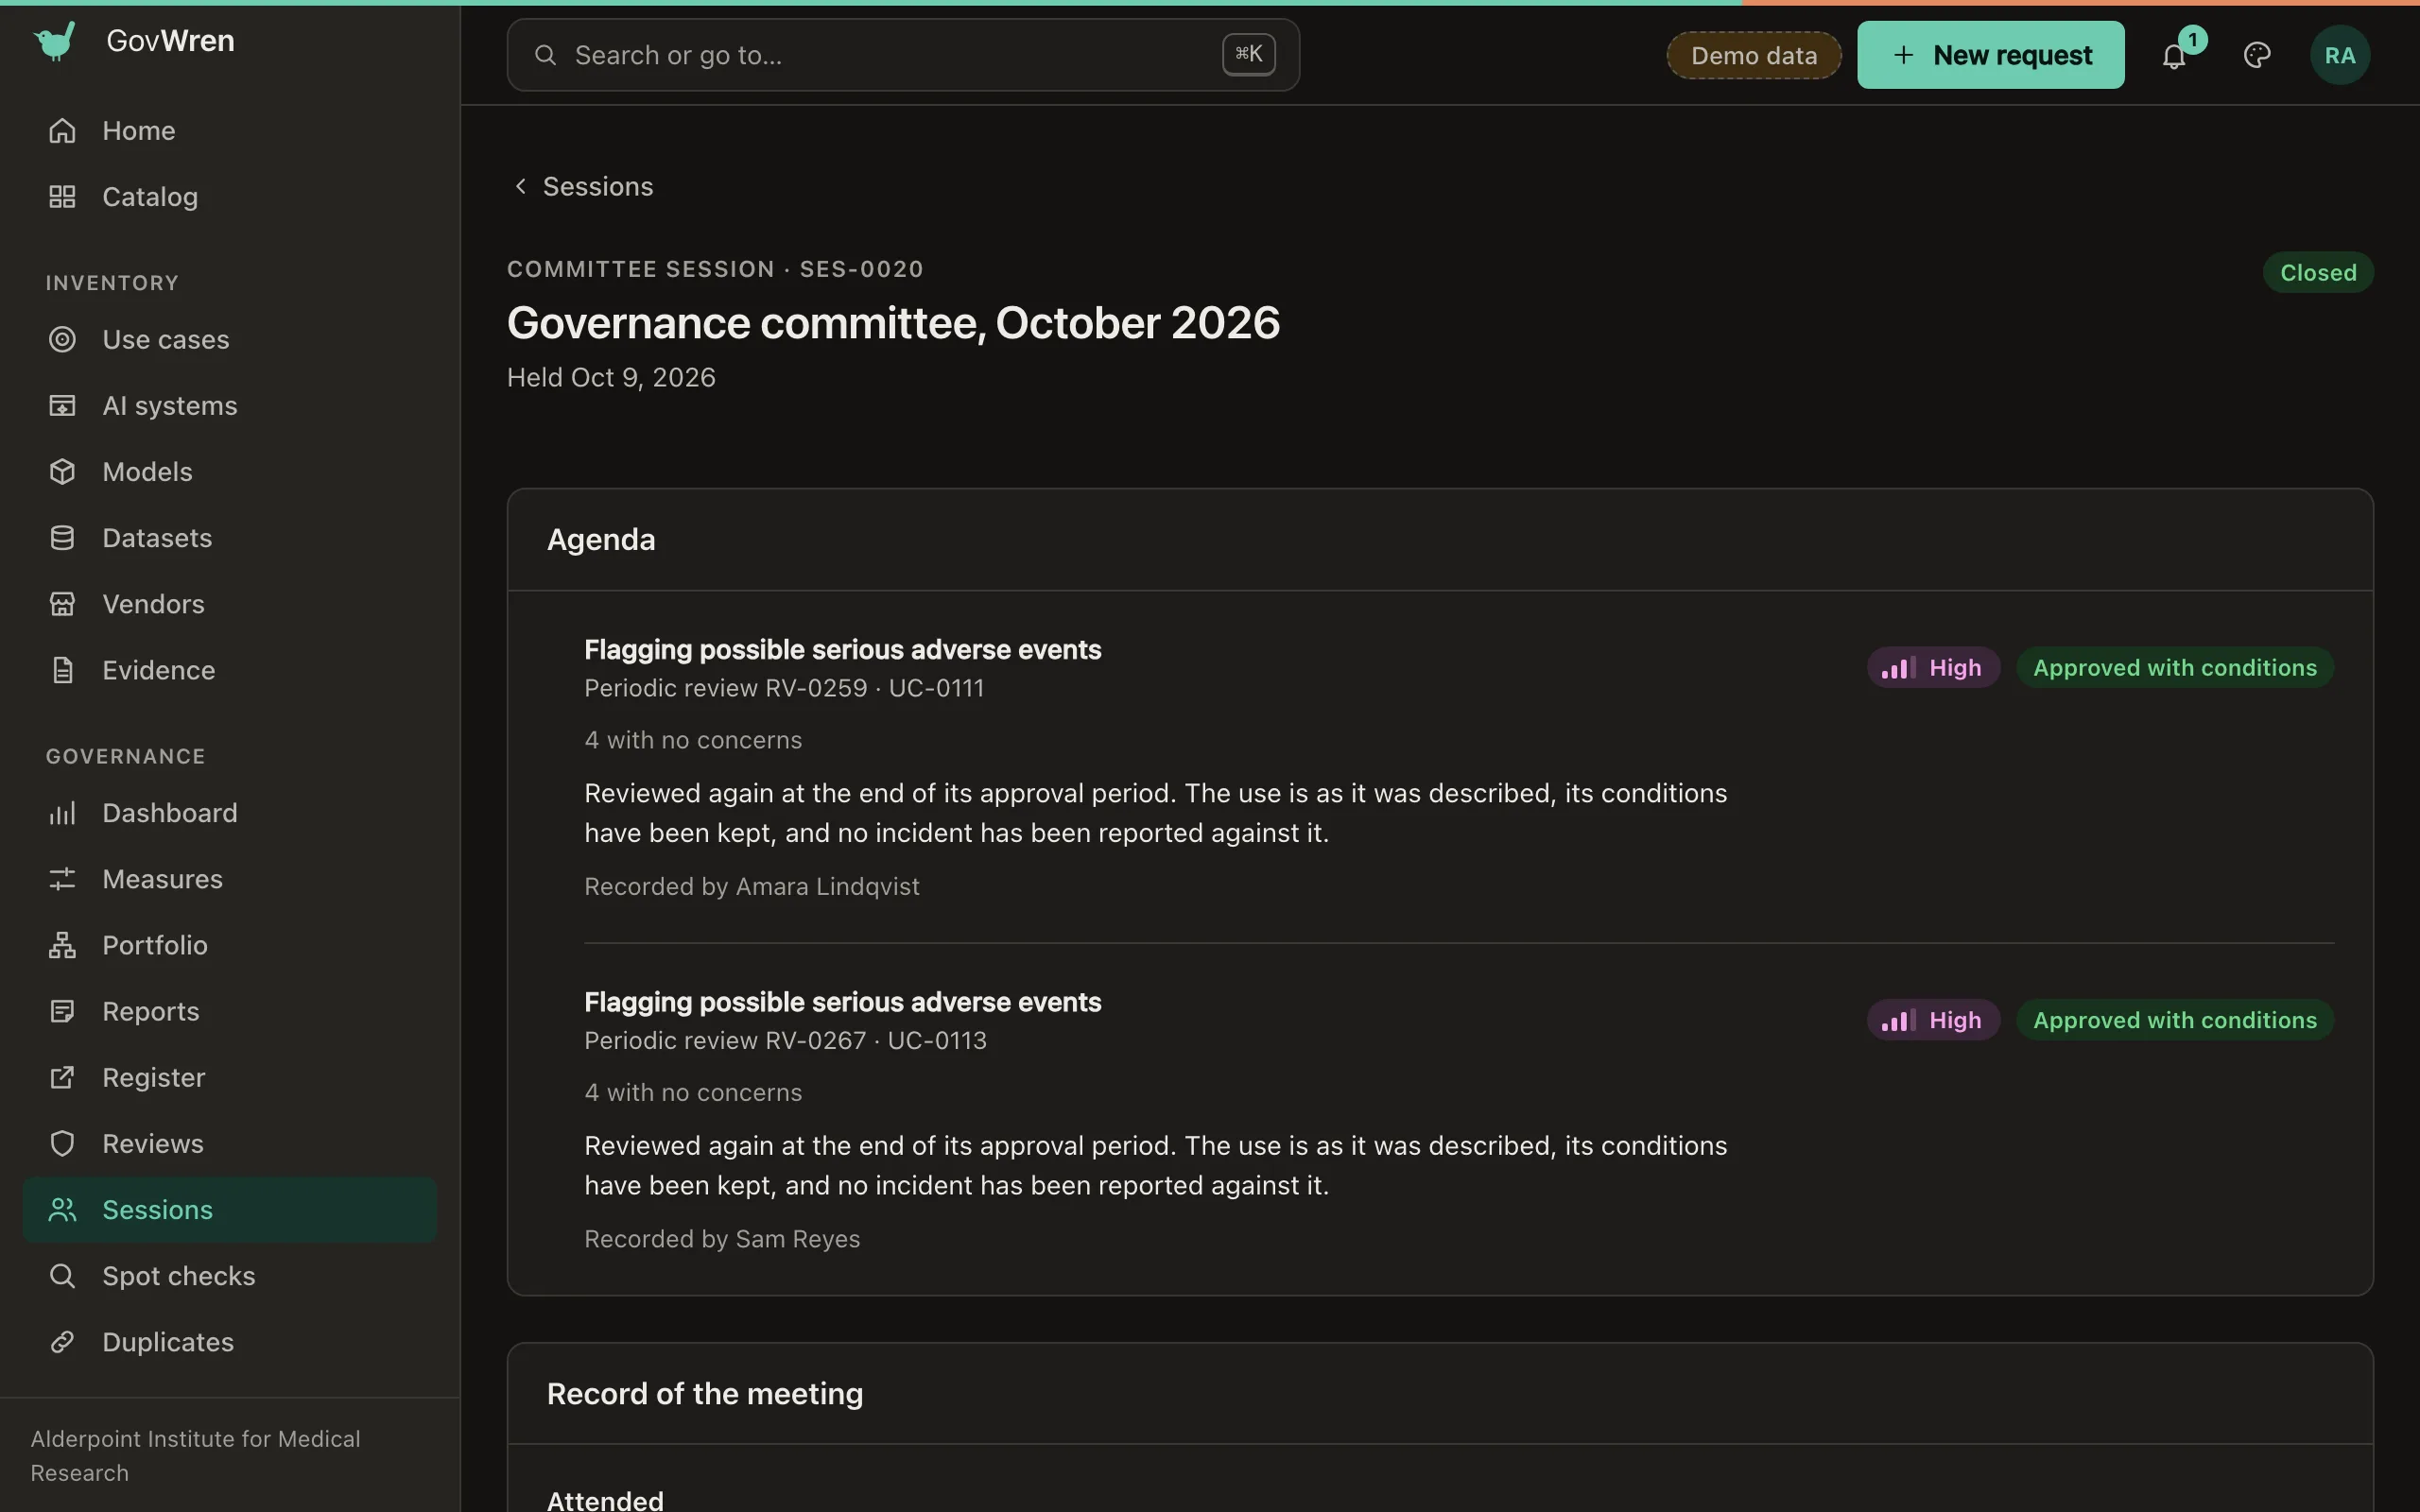 GovWren
Search or go to...
⌘K
Demo data
+ New request
1
RA
Home
Catalog
INVENTORY
Use cases
AI systems
Models
Datasets
Vendors
Evidence
GOVERNANCE
Dashboard
Measures
Portfolio
Reports
Register
Reviews
Sessions
Spot checks
Duplicates
Alderpoint Institute for Medical
Research
Sessions
COMMITTEE SESSION · SES-0020
Closed
Governance committee, October 2026
Held Oct 9, 2026
Agenda
Flagging possible serious adverse events
High
Approved with conditions
Periodic review RV-0259 · UC-0111
4 with no concerns
Reviewed again at the end of its approval period. The use is as it was described, its conditions
have been kept, and no incident has been reported against it.
Recorded by Amara Lindqvist
Flagging possible serious adverse events
High
Approved with conditions
Periodic review RV-0267 · UC-0113
4 with no concerns
Reviewed again at the end of its approval period. The use is as it was described, its conditions
have been kept, and no incident has been reported against it.
Recorded by Sam Reyes
Record of the meeting
Attended